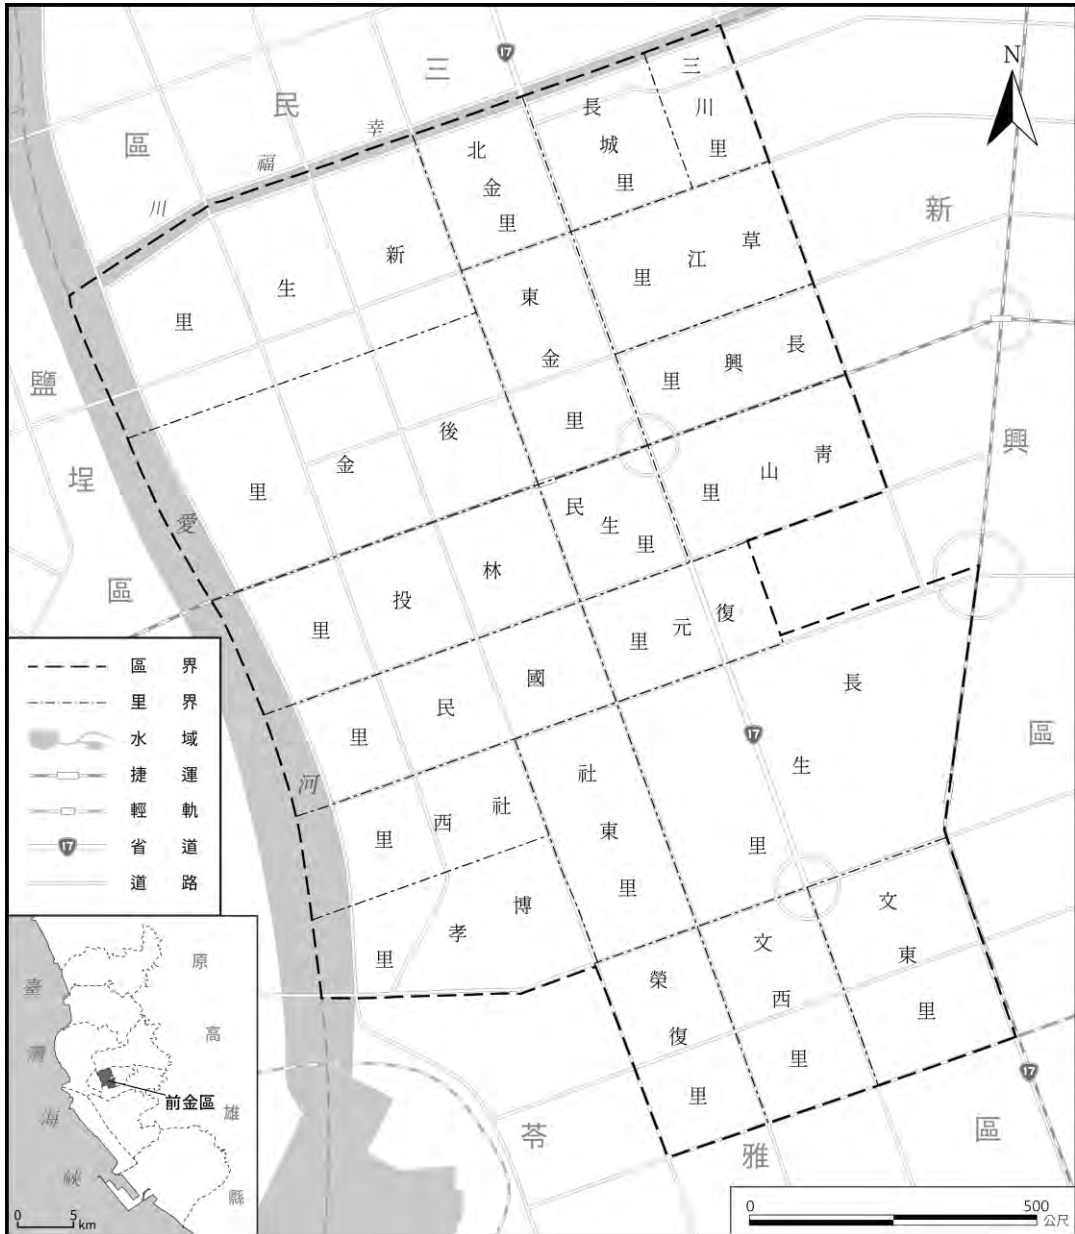 三民區
幸福川
17
N
三川里
長城里
北金里
新生里
草江里
東金里
長興里
新興區
鹽埕區
後金里
青山里
民生里
林投里
復元里
國民里
長生里
社西里
社東里
博孝里
文東里
文西里
榮復里
愛河
17
17
苓雅區
區界
里界
水域
捷運
輕軌
17 省道
道路
臺灣海峽
原高雄縣
前金區
0 5 km
0 500 公尺